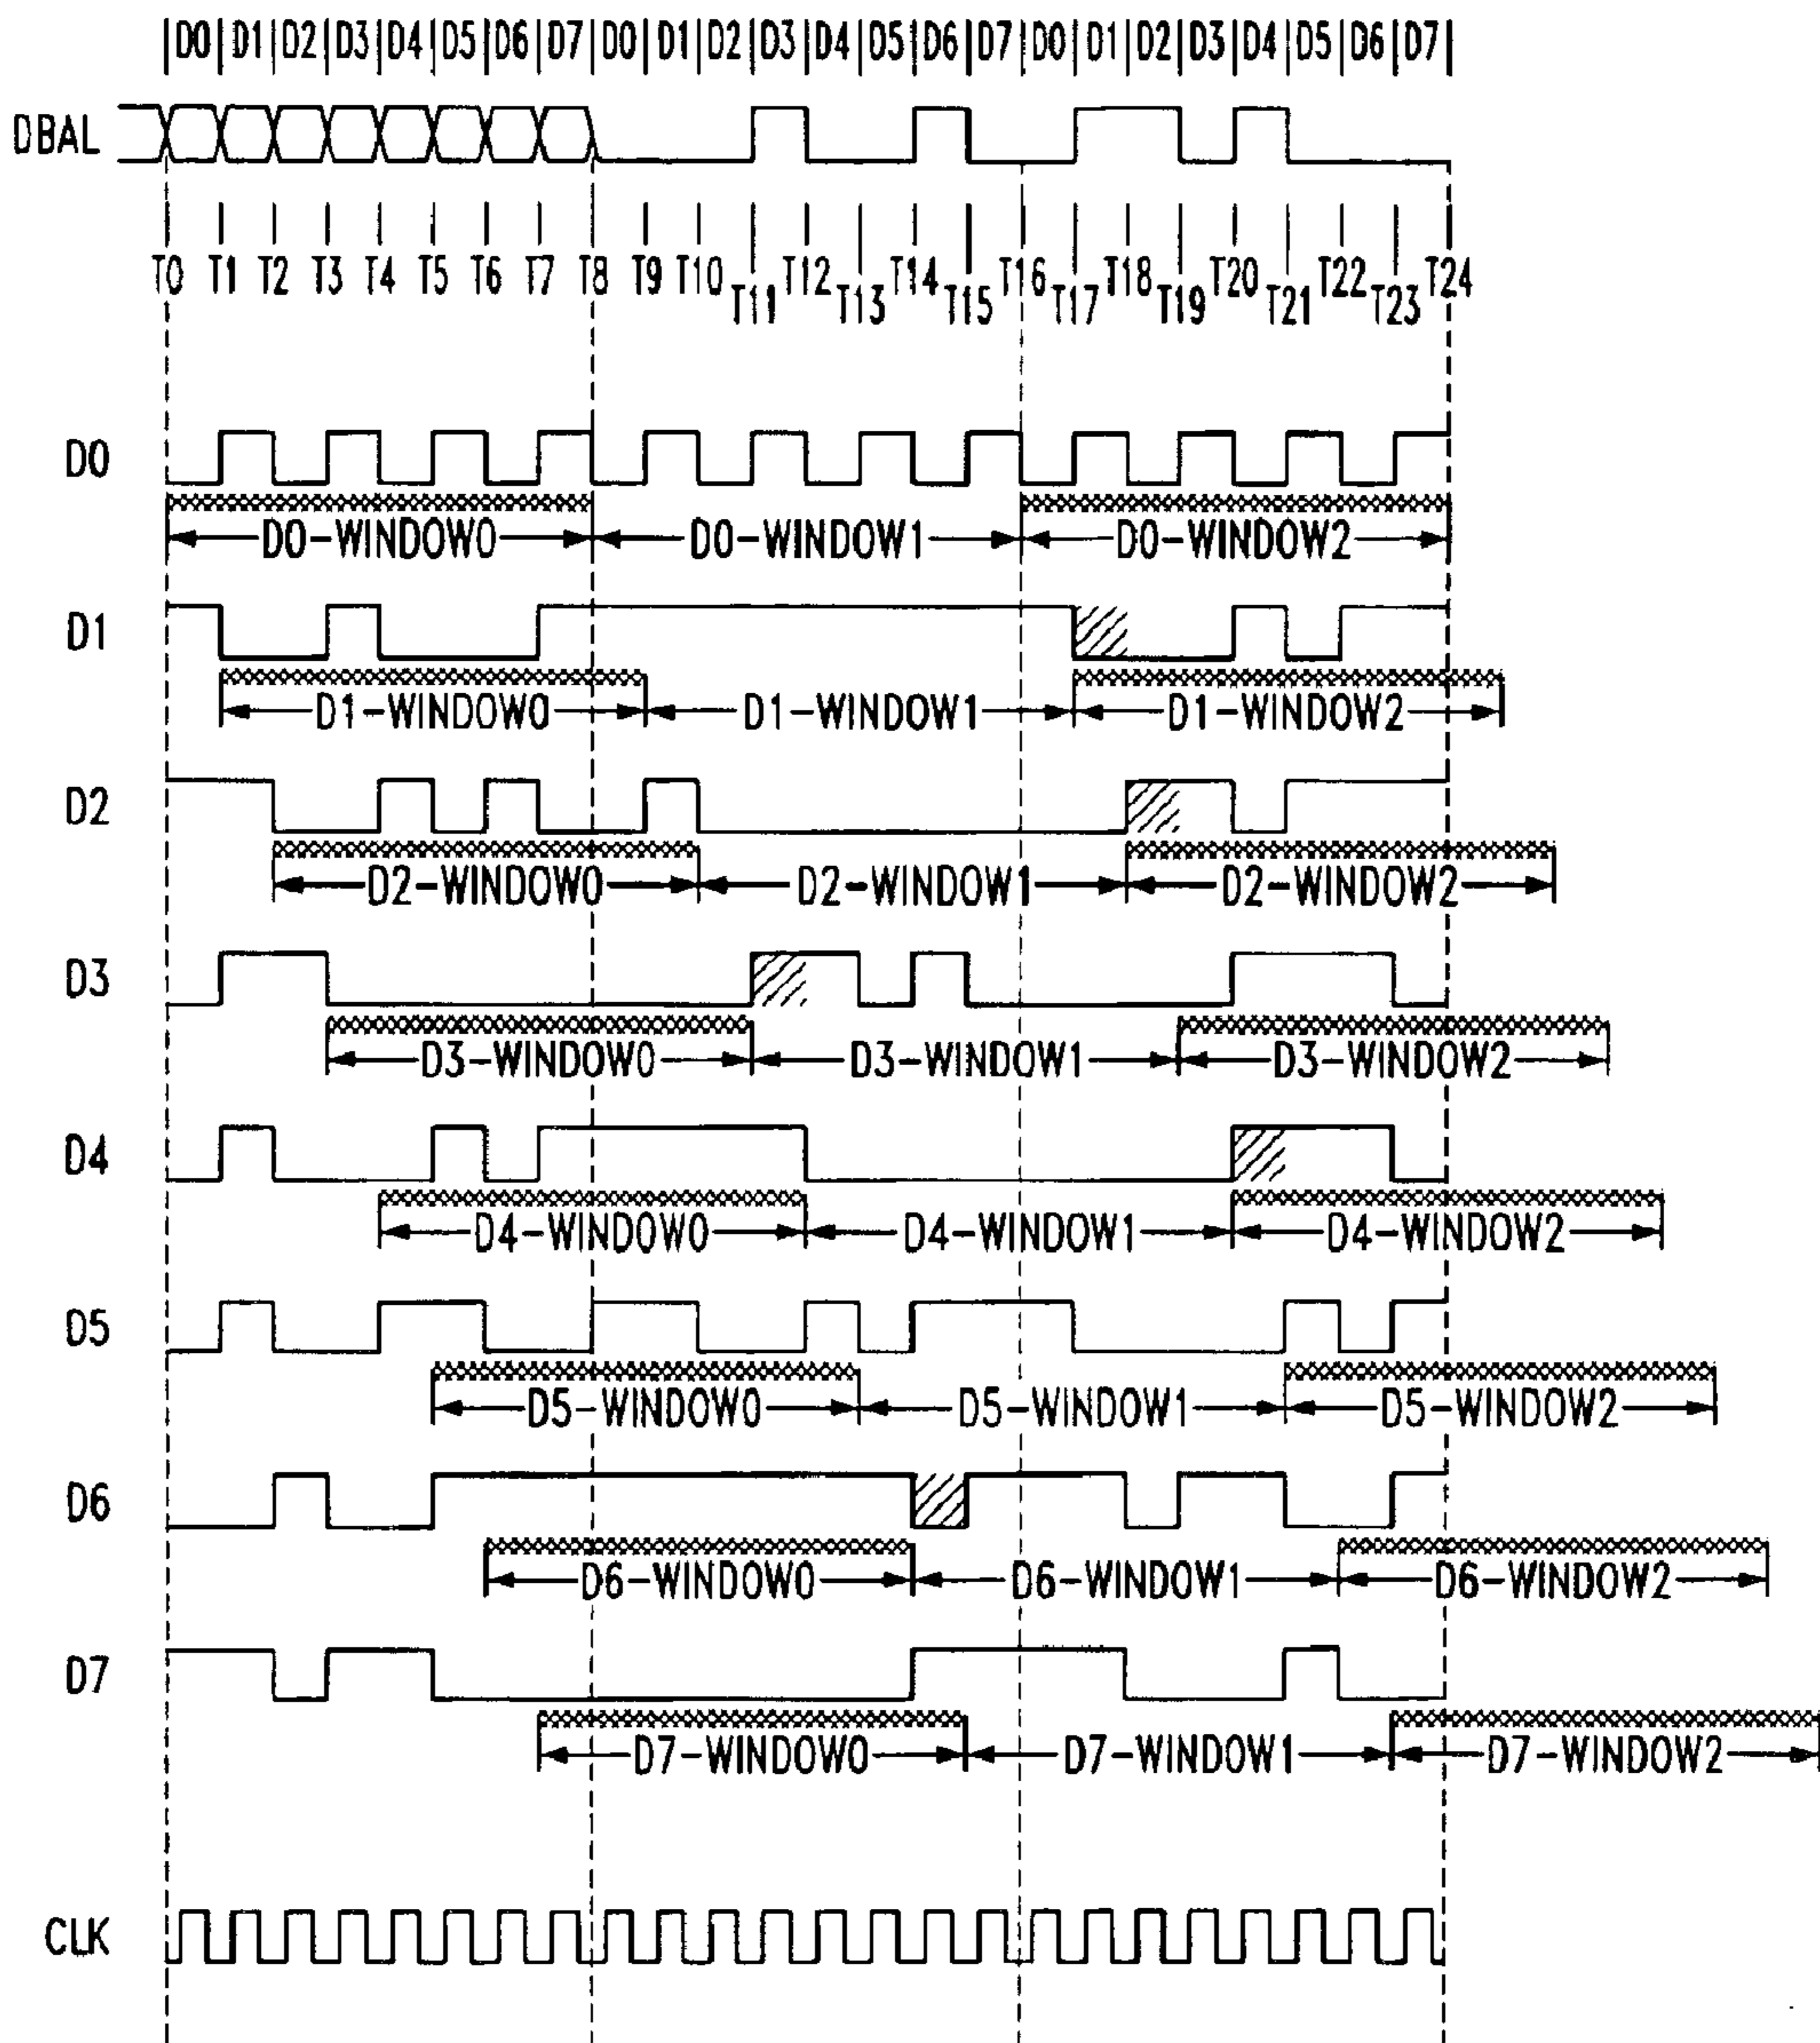 D0 D1 D2 D3 D4 D5 D6 D7 D0 D1 D2 D3 D4 D5 D6 D7 D0 D1 D2 D3 D4 D5 D6 D7
DBAL
T0 T1 T2 T3 T4 T5 T6 T7 T8 T9 T10 T11 T12 T13 T14 T15 T16 T17 T18 T19 T20 T21 T22 T23 T24
D0
D0-WINDOW0 D0-WINDOW1 D0-WINDOW2
D1
D1-WINDOW0 D1-WINDOW1 D1-WINDOW2
D2
D2-WINDOW0 D2-WINDOW1 D2-WINDOW2
D3
D3-WINDOW0 D3-WINDOW1 D3-WINDOW2
D4
D4-WINDOW0 D4-WINDOW1 D4-WINDOW2
D5
D5-WINDOW0 D5-WINDOW1 D5-WINDOW2
D6
D6-WINDOW0 D6-WINDOW1 D6-WINDOW2
D7
D7-WINDOW0 D7-WINDOW1 D7-WINDOW2
CLK